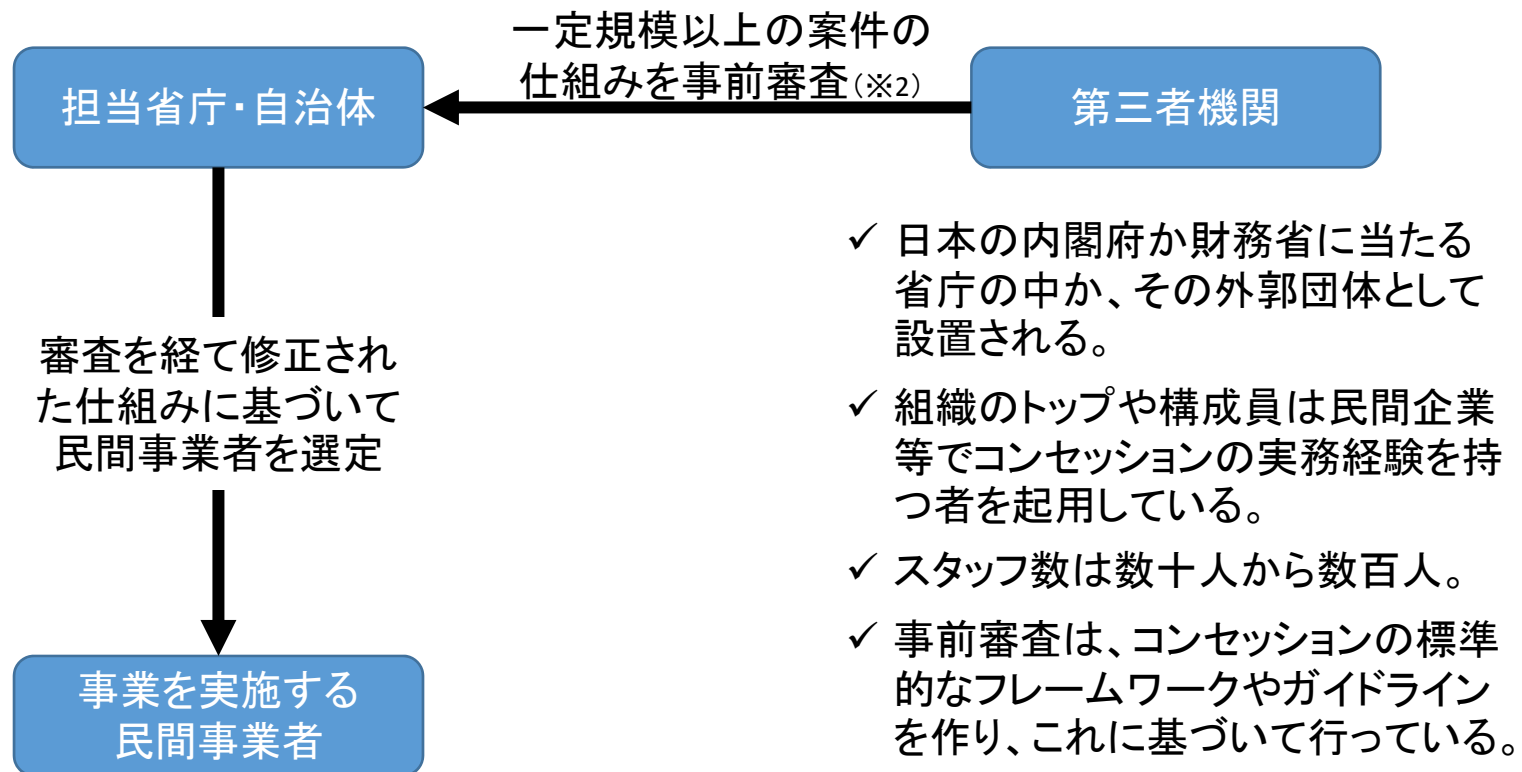 一定規模以上の案件の
仕組みを事前審査(※2)
担当省庁・自治体
第三者機関
審査を経て修正され
た仕組みに基づいて
民間事業者を選定
事業を実施する
民間事業者
✓ 日本の内閣府か財務省に当たる
省庁の中か、その外郭団体として
設置される。
✓ 組織のトップや構成員は民間企業
等でコンセッションの実務経験を持
つ者を起用している。
✓ スタッフ数は数十人から数百人。
✓ 事前審査は、コンセッションの標準
的なフレームワークやガイドライン
を作り、これに基づいて行っている。